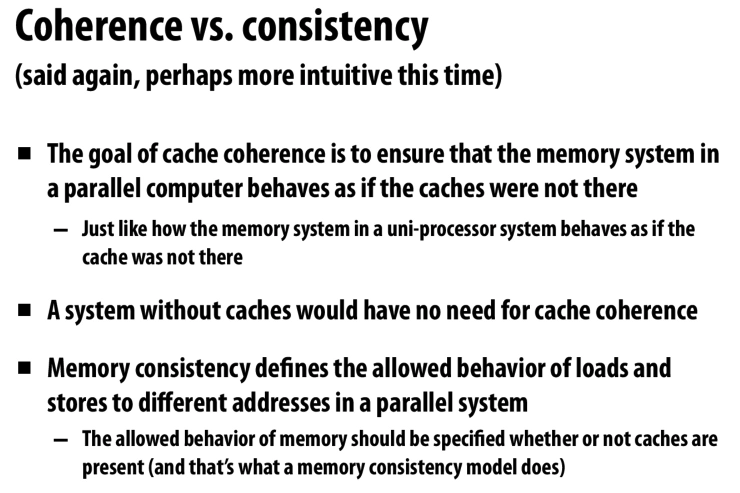 Coherence vs. consistency
(said again, perhaps more intuitive this time)
■ The goal of cache coherence is to ensure that the memory system in
a parallel computer behaves as if the caches were not there
– Just like how the memory system in a uni-processor system behaves as if the
cache was not there
■ A system without caches would have no need for cache coherence
■ Memory consistency defines the allowed behavior of loads and
stores to different addresses in a parallel system
– The allowed behavior of memory should be specified whether or not caches are
present (and that's what a memory consistency model does)